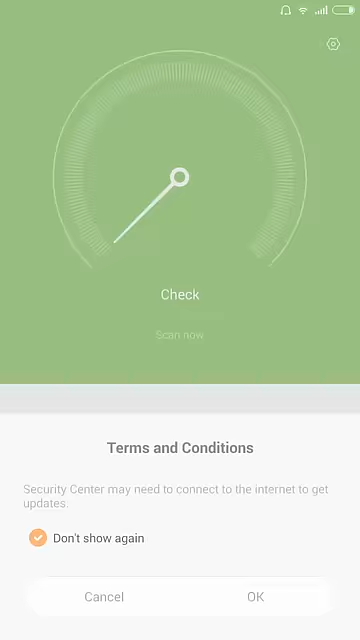 Check
Scan now
Terms and Conditions
Security Center may need to connect to the internet to get
updates.
Don't show again
Cancel
OK